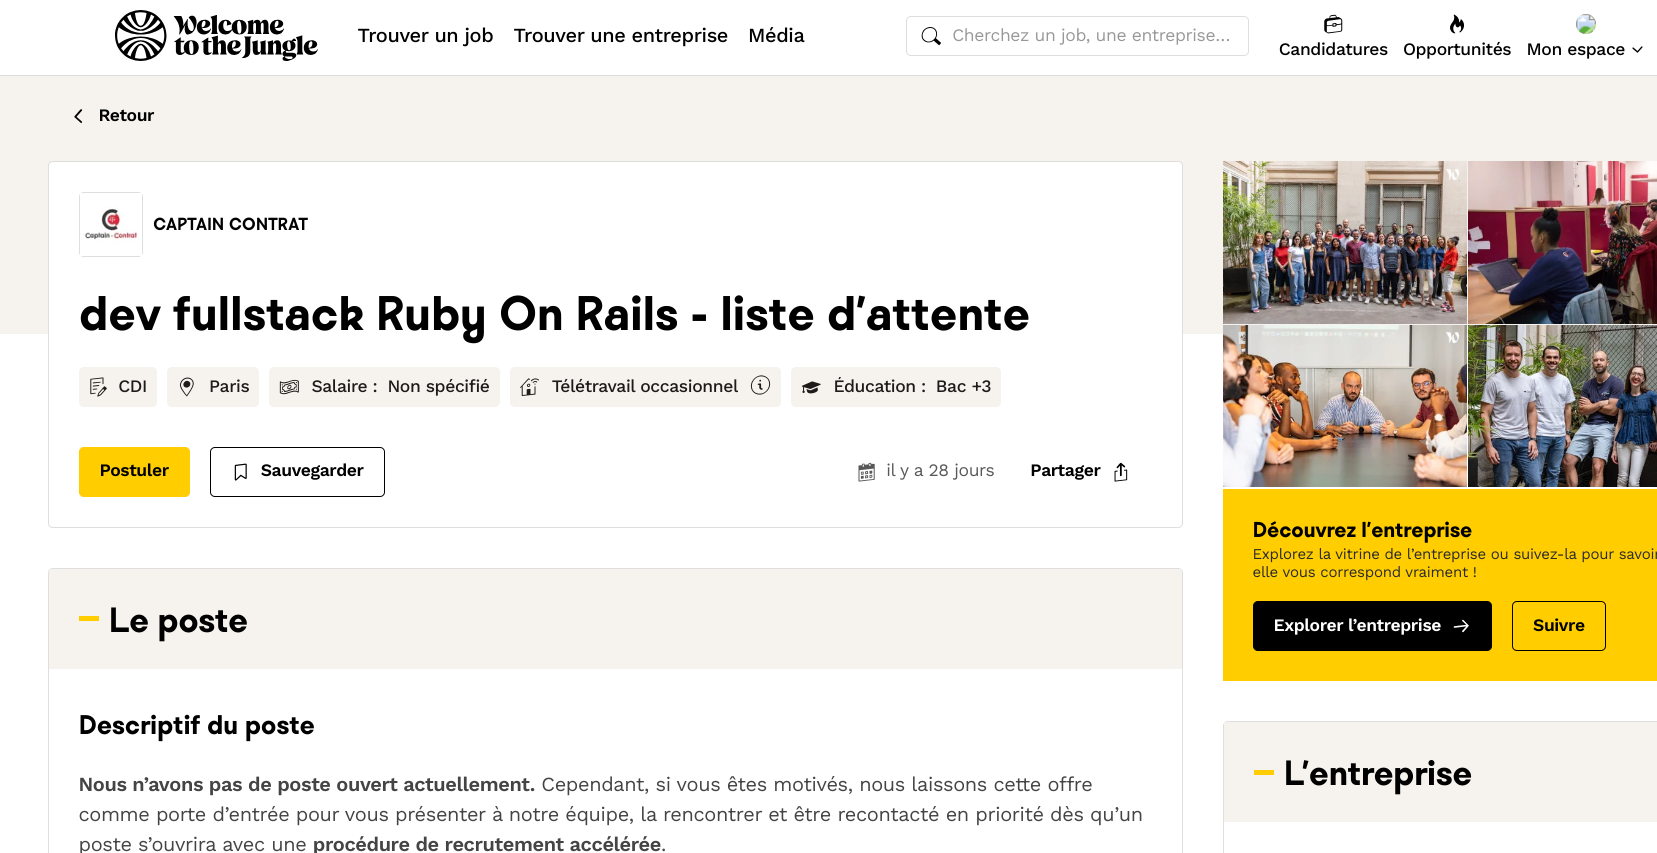 Welcome
to the Jungle
Trouver un job
Trouver une entreprise
Média
Cherchez un job, une entreprise...
Candidatures
Opportunités
Mon espace
Retour
Captain · Contrat
CAPTAIN CONTRAT
dev fullstack Ruby On Rails - liste d'attente
CDI
Paris
Salaire : Non spécifié
Télétravail occasionnel
Éducation : Bac +3
Postuler
Sauvegarder
il y a 28 jours
Partager
Le poste
Descriptif du poste
Nous n'avons pas de poste ouvert actuellement. Cependant, si vous êtes motivés, nous laissons cette offre
comme porte d'entrée pour vous présenter à notre équipe, la rencontrer et être recontacté en priorité dès qu'un
poste s'ouvrira avec une procédure de recrutement accélérée.
Découvrez l'entreprise
Explorez la vitrine de l'entreprise ou suivez-la pour savoir
elle vous correspond vraiment !
Explorer l'entreprise
Suivre
L'entreprise